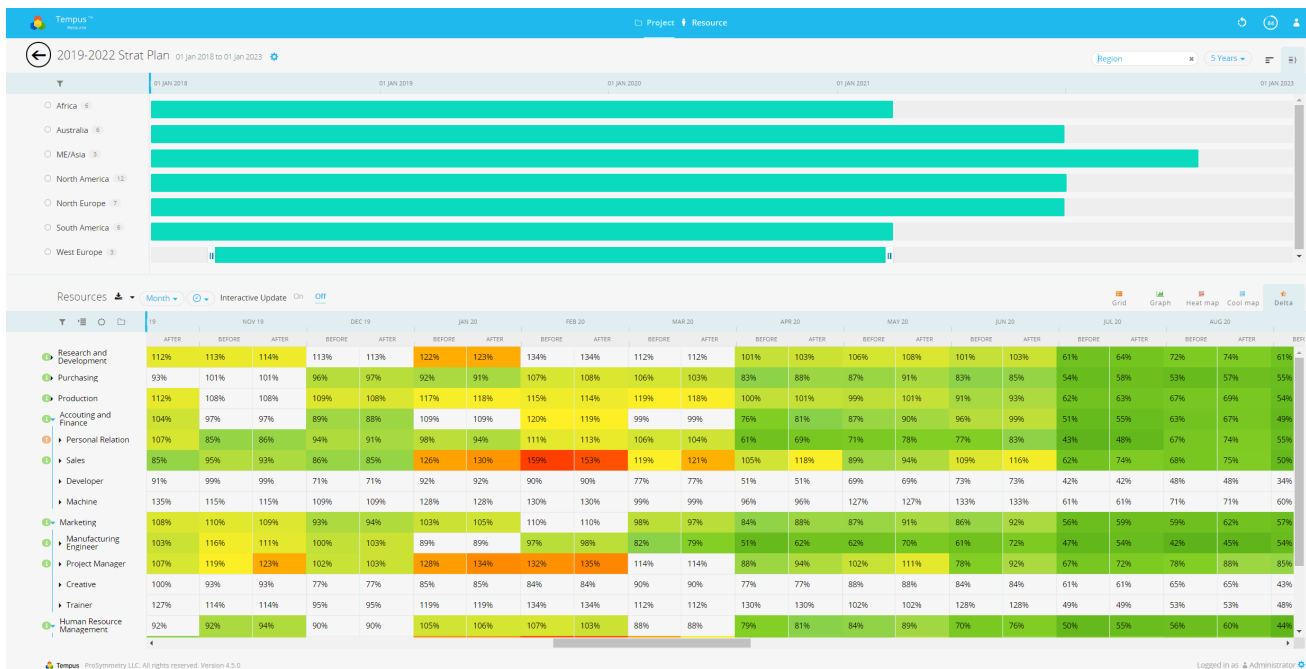 Tempus ™
Resource
Project Resource
84
2019-2022 Strat Plan 01 Jan 2018 to 01 Jan 2023
Region × 5 Years
01 JAN 2018 01 JAN 2019 01 JAN 2020 01 JAN 2021 01 JAN 2023
Africa 6
Australia 6
ME/Asia 3
North America 12
North Europe 7
South America 6
West Europe 3
Resources Month Interactive Update On Off
Grid Graph Heat map Cool map Delta
19 NOV 19 DEC 19 JAN 20 FEB 20 MAR 20 APR 20 MAY 20 JUN 20 JUL 20 AUG 20
AFTER BEFORE AFTER BEFORE AFTER BEFORE AFTER BEFORE AFTER BEFORE AFTER BEFORE AFTER BEFORE AFTER BEFORE AFTER BEFORE AFTER BEFORE AFTER BEF
Research and Development 112% 113% 114% 113% 113% 122% 123% 134% 134% 112% 112% 101% 103% 106% 108% 101% 103% 61% 64% 72% 74% 61%
Purchasing 93% 101% 101% 96% 97% 92% 91% 107% 108% 106% 103% 83% 88% 87% 91% 83% 85% 54% 58% 53% 57% 55%
Production 112% 108% 108% 109% 108% 117% 118% 115% 114% 119% 118% 100% 101% 99% 101% 91% 93% 62% 63% 67% 69% 54%
Accouting and Finance 104% 97% 97% 89% 88% 109% 109% 120% 119% 99% 99% 76% 81% 87% 90% 96% 99% 51% 55% 63% 67% 49%
Personal Relation 107% 85% 86% 94% 91% 98% 94% 111% 113% 106% 104% 61% 69% 71% 78% 77% 83% 43% 48% 67% 74% 55%
Sales 85% 95% 93% 86% 85% 126% 130% 159% 153% 119% 121% 105% 118% 89% 94% 109% 116% 62% 74% 68% 75% 50%
Developer 91% 99% 99% 71% 71% 92% 92% 90% 90% 77% 77% 51% 51% 69% 69% 73% 73% 42% 42% 48% 48% 34%
Machine 135% 115% 115% 109% 109% 128% 128% 130% 130% 99% 99% 96% 96% 127% 127% 133% 133% 61% 61% 71% 71% 60%
Marketing 108% 110% 109% 93% 94% 103% 105% 110% 110% 98% 97% 84% 88% 87% 91% 86% 92% 56% 59% 59% 62% 57%
Manufacturing Engineer 103% 116% 111% 100% 103% 89% 89% 97% 98% 82% 79% 51% 62% 62% 70% 61% 72% 47% 54% 42% 45% 54%
Project Manager 107% 119% 123% 102% 103% 128% 134% 132% 135% 114% 114% 88% 94% 102% 111% 78% 92% 67% 72% 78% 88% 85%
Creative 100% 93% 93% 77% 77% 85% 85% 84% 84% 90% 90% 77% 77% 88% 88% 84% 84% 61% 61% 65% 65% 43%
Trainer 127% 114% 114% 95% 95% 119% 119% 134% 134% 112% 112% 130% 130% 102% 102% 128% 128% 49% 49% 53% 53% 48%
Human Resource Management 92% 92% 94% 90% 90% 105% 106% 107% 103% 88% 88% 79% 81% 84% 89% 70% 76% 50% 55% 56% 60% 44%
Tempus ProSymmetry LLC. All rights reserved. Version 4.5.0 Logged in as Administrator